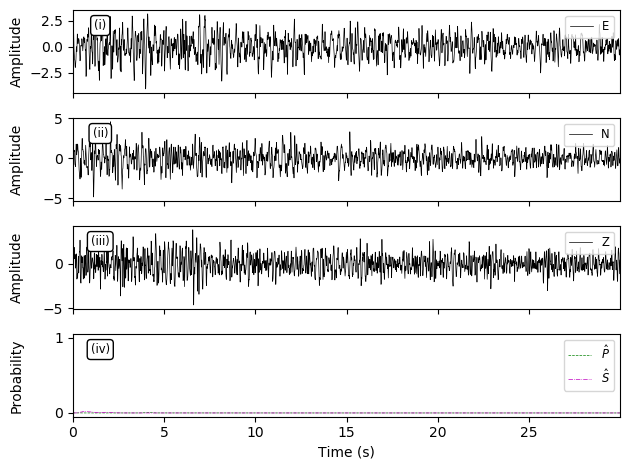 Amplitude
2.5
0.0
−2.5
(i)
E
Amplitude
5
0
−5
(ii)
N
Amplitude
0
−5
(iii)
Z
Probability
1
0
(iv)
P̂
Ŝ
0 5 10 15 20 25
Time (s)